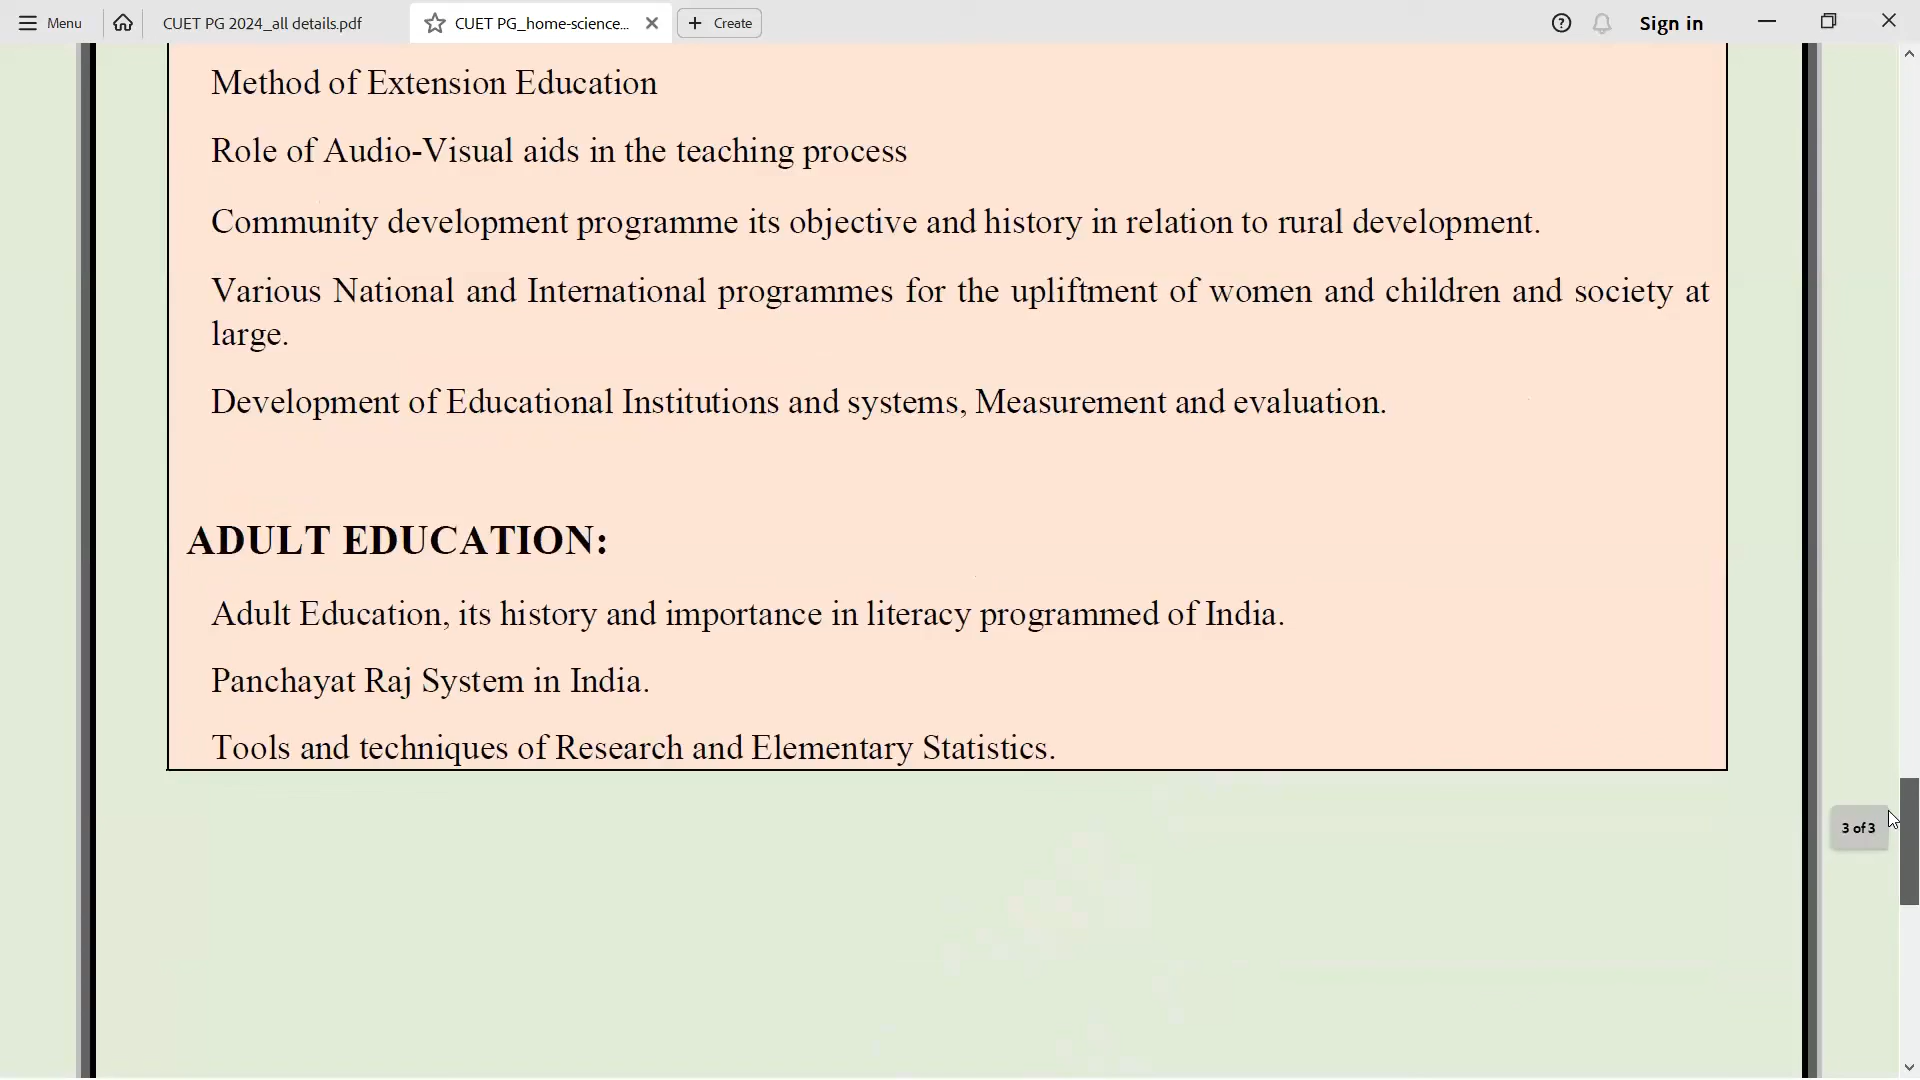 Menu
CUET PG 2024_all details.pdf
CUET PG_home-science...
Create
Sign in
Method of Extension Education
Role of Audio-Visual aids in the teaching process
Community development programme its objective and history in relation to rural development.
Various National and International programmes for the upliftment of women and children and society at
large.
Development of Educational Institutions and systems, Measurement and evaluation.
ADULT EDUCATION:
Adult Education, its history and importance in literacy programmed of India.
Panchayat Raj System in India.
Tools and techniques of Research and Elementary Statistics.
3 of 3